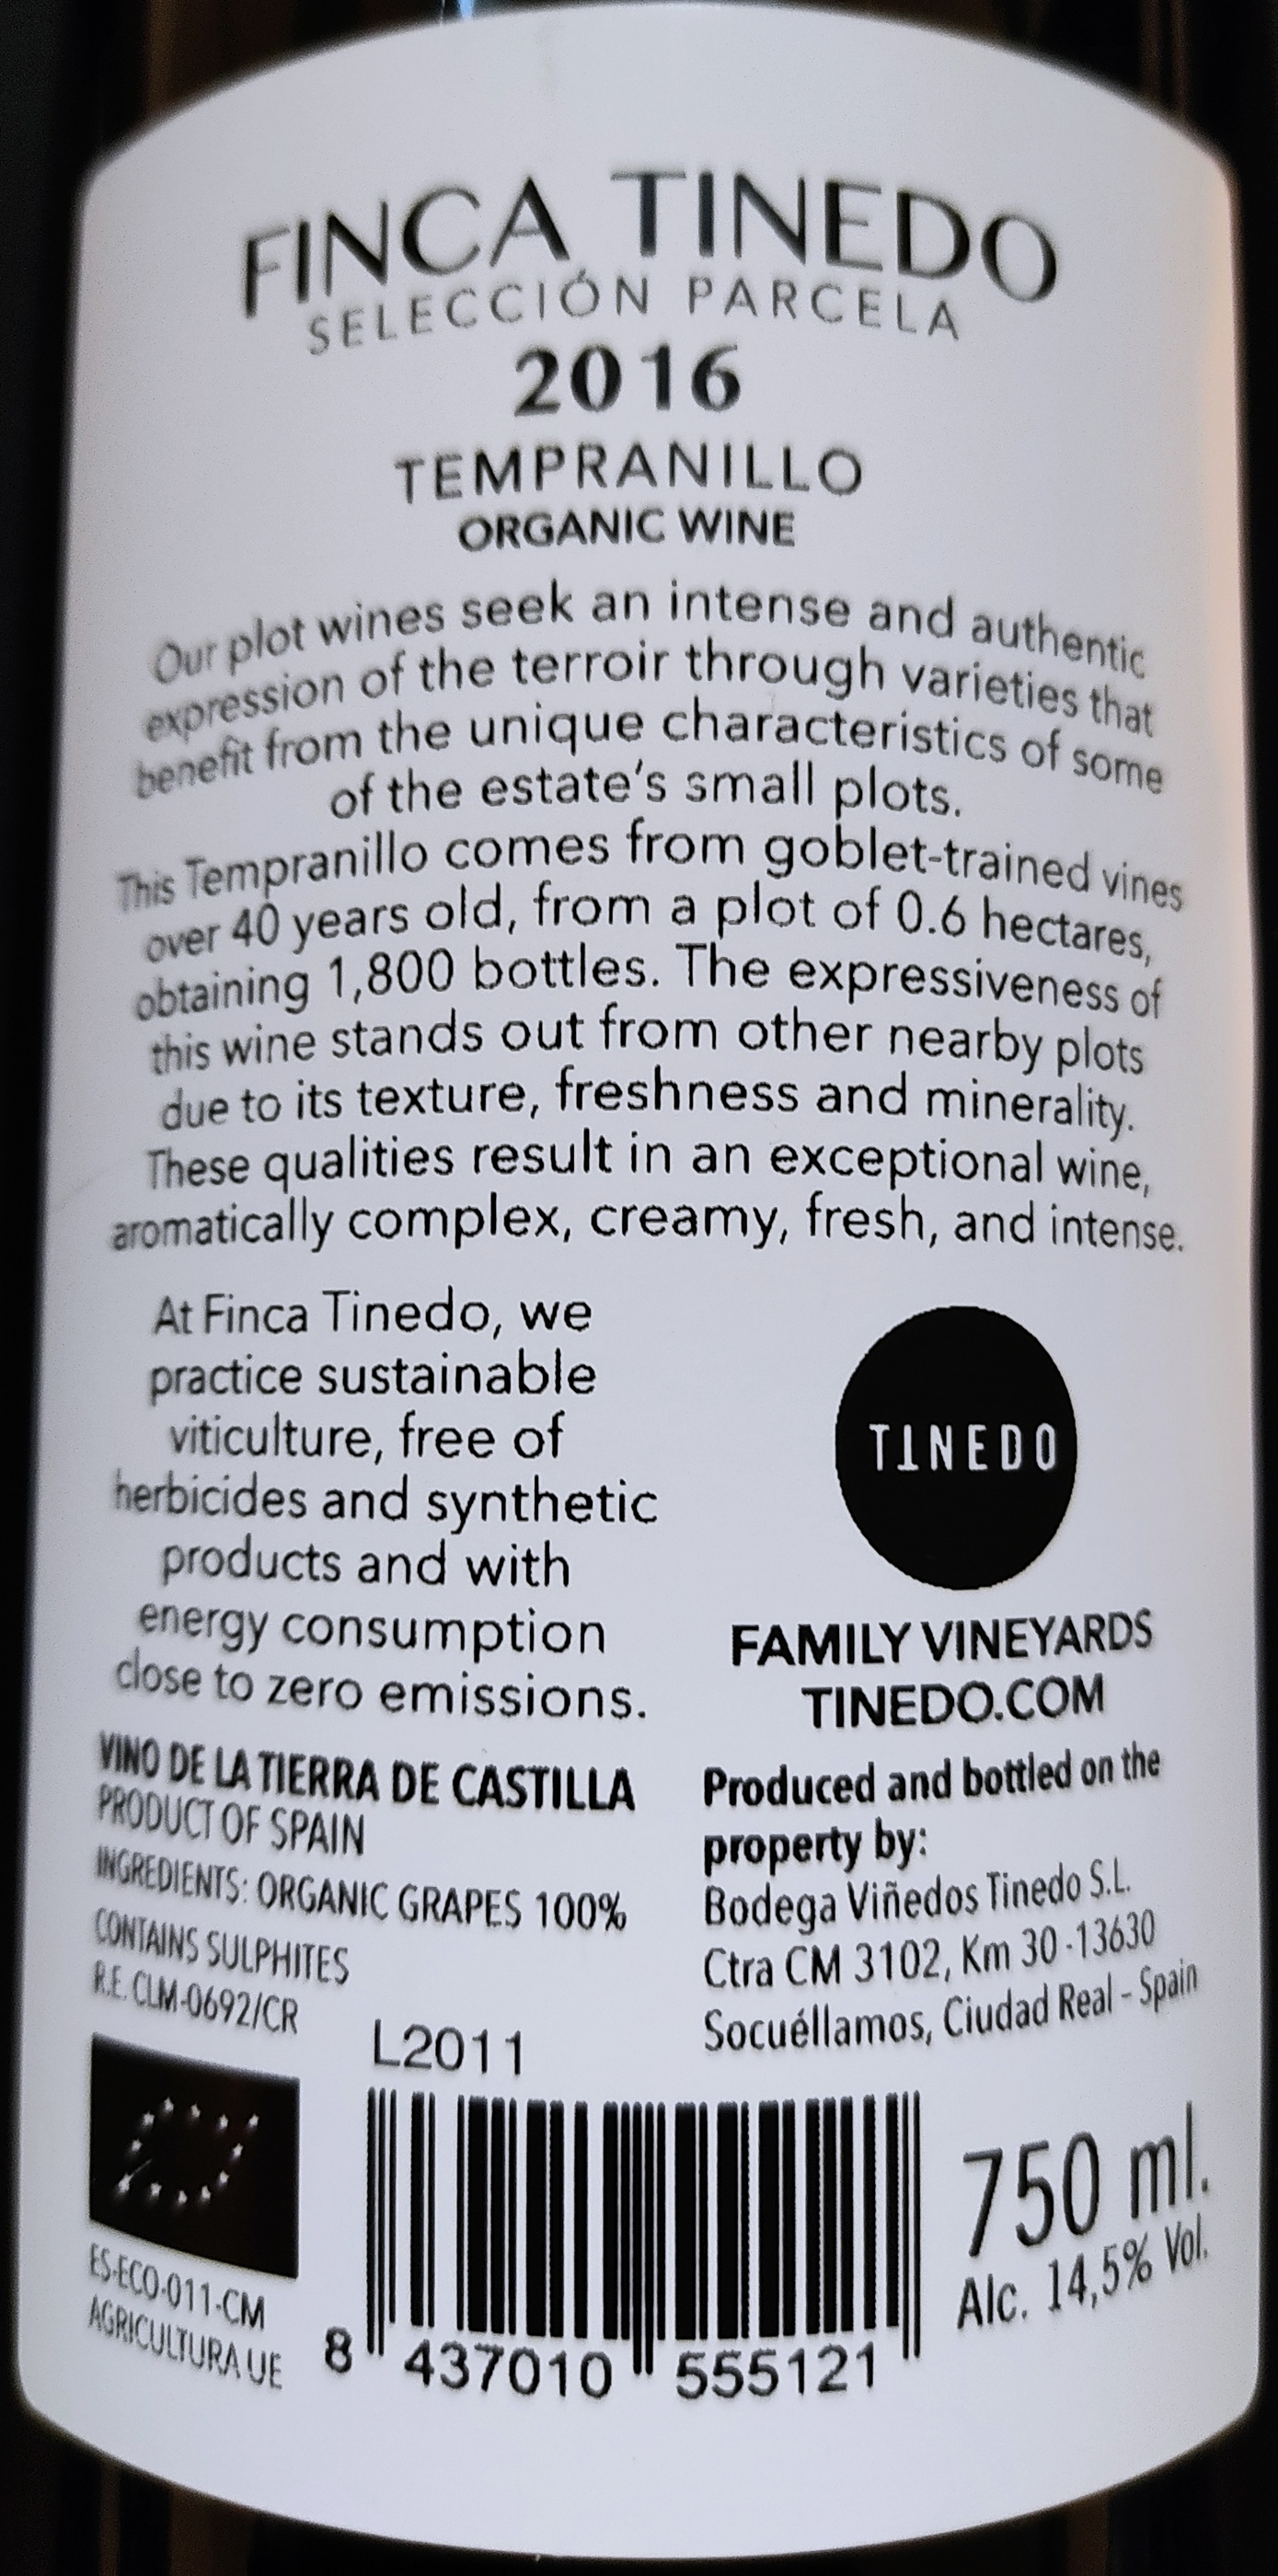 FINCA TINEDO
SELECCIÓN PARCELA
2016
TEMPRANILLO
ORGANIC WINE
Our plot wines seek an intense and authentic
expression of the terroir through varieties that
benefit from the unique characteristics of some
of the estate's small plots.
This Tempranillo comes from goblet-trained vines
over 40 years old, from a plot of 0.6 hectares,
obtaining 1,800 bottles. The expressiveness of
this wine stands out from other nearby plots
due to its texture, freshness and minerality.
These qualities result in an exceptional wine,
aromatically complex, creamy, fresh, and intense.
At Finca Tinedo, we
practice sustainable
viticulture, free of
herbicides and synthetic
products and with
energy consumption
close to zero emissions.
TINEDO
FAMILY VINEYARDS
TINEDO.COM
VINO DE LA TIERRA DE CASTILLA
PRODUCT OF SPAIN
INGREDIENTS: ORGANIC GRAPES 100%
CONTAINS SULPHITES
R.E. CLM-0692/CR
Produced and bottled on the
property by:
Bodega Viñedos Tinedo S.L.
Ctra CM 3102, Km 30 -13630
Socuéllamos, Ciudad Real - Spain
L2011
ES-ECO-011-CM
AGRICULTURA UE
8 437010 555121
750 ml.
Alc. 14,5% Vol.